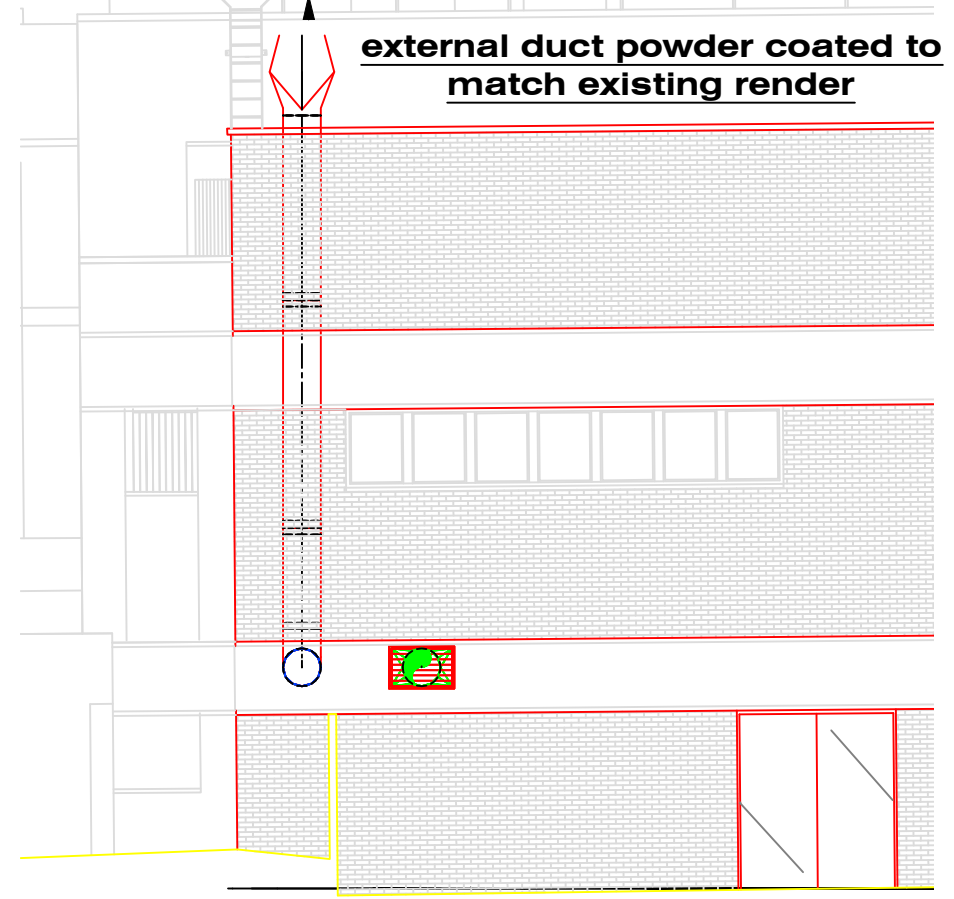 external duct powder coated to
match existing render